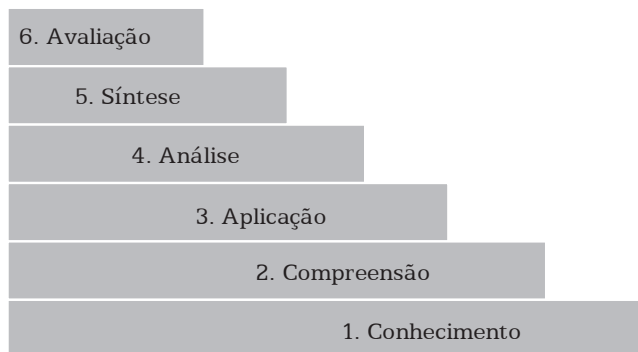 6. Avaliação
5. Síntese
4. Análise
3. Aplicação
2. Compreensão
1. Conhecimento